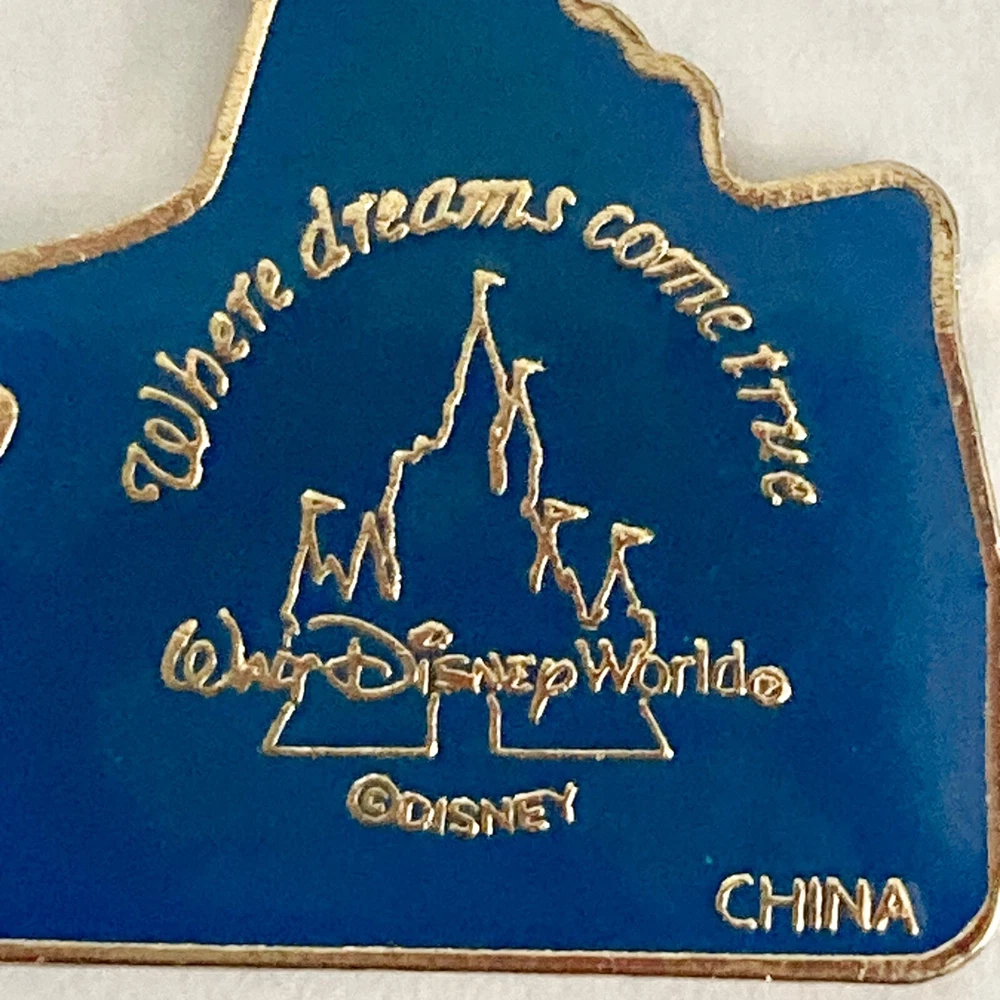 Where dreams come true
Walt Disney World®
©DISNEY
CHINA